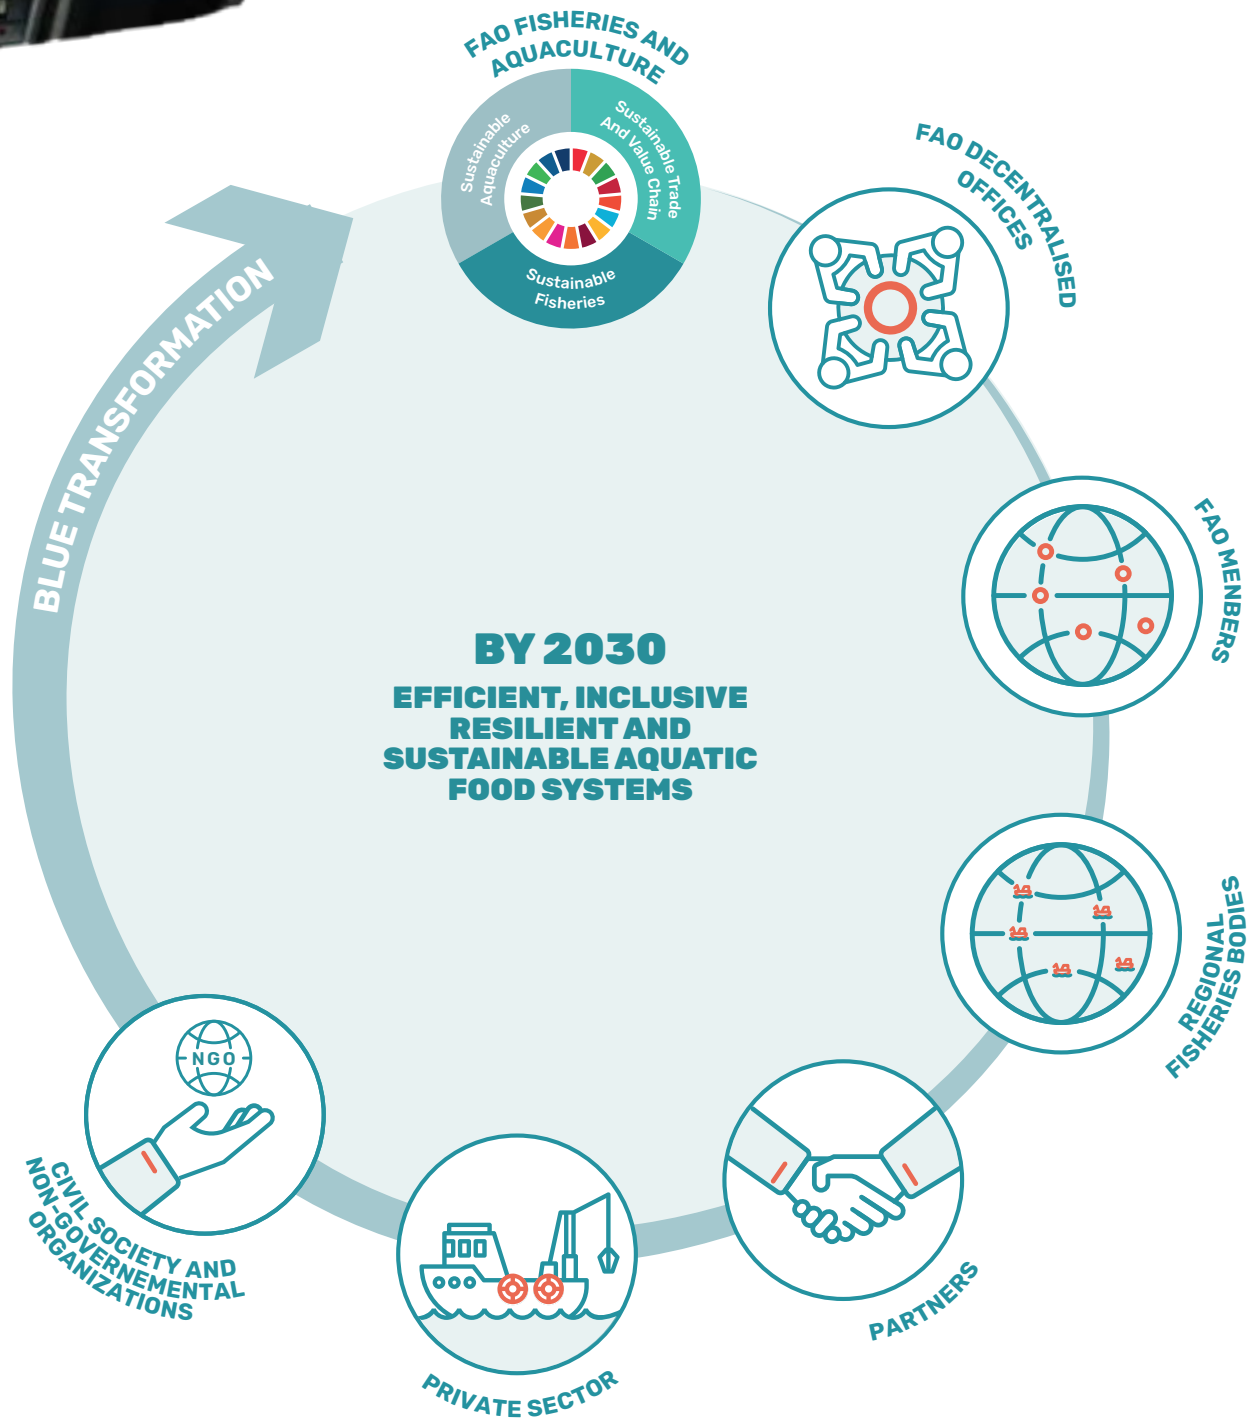 FAO FISHERIES AND
AQUACULTURE
Sustainable
Aquaculture
Sustainable Trade
And Value Chain
Sustainable
Fisheries
FAO DECENTRALISED
OFFICES
FAO MENBERS
REGIONAL
FISHERIES BODIES
PARTNERS
PRIVATE SECTOR
NGO
CIVIL SOCIETY AND
NON-GOVERNEMENTAL
ORGANIZATIONS
BLUE TRANSFORMATION
BY 2030
EFFICIENT, INCLUSIVE
RESILIENT AND
SUSTAINABLE AQUATIC
FOOD SYSTEMS